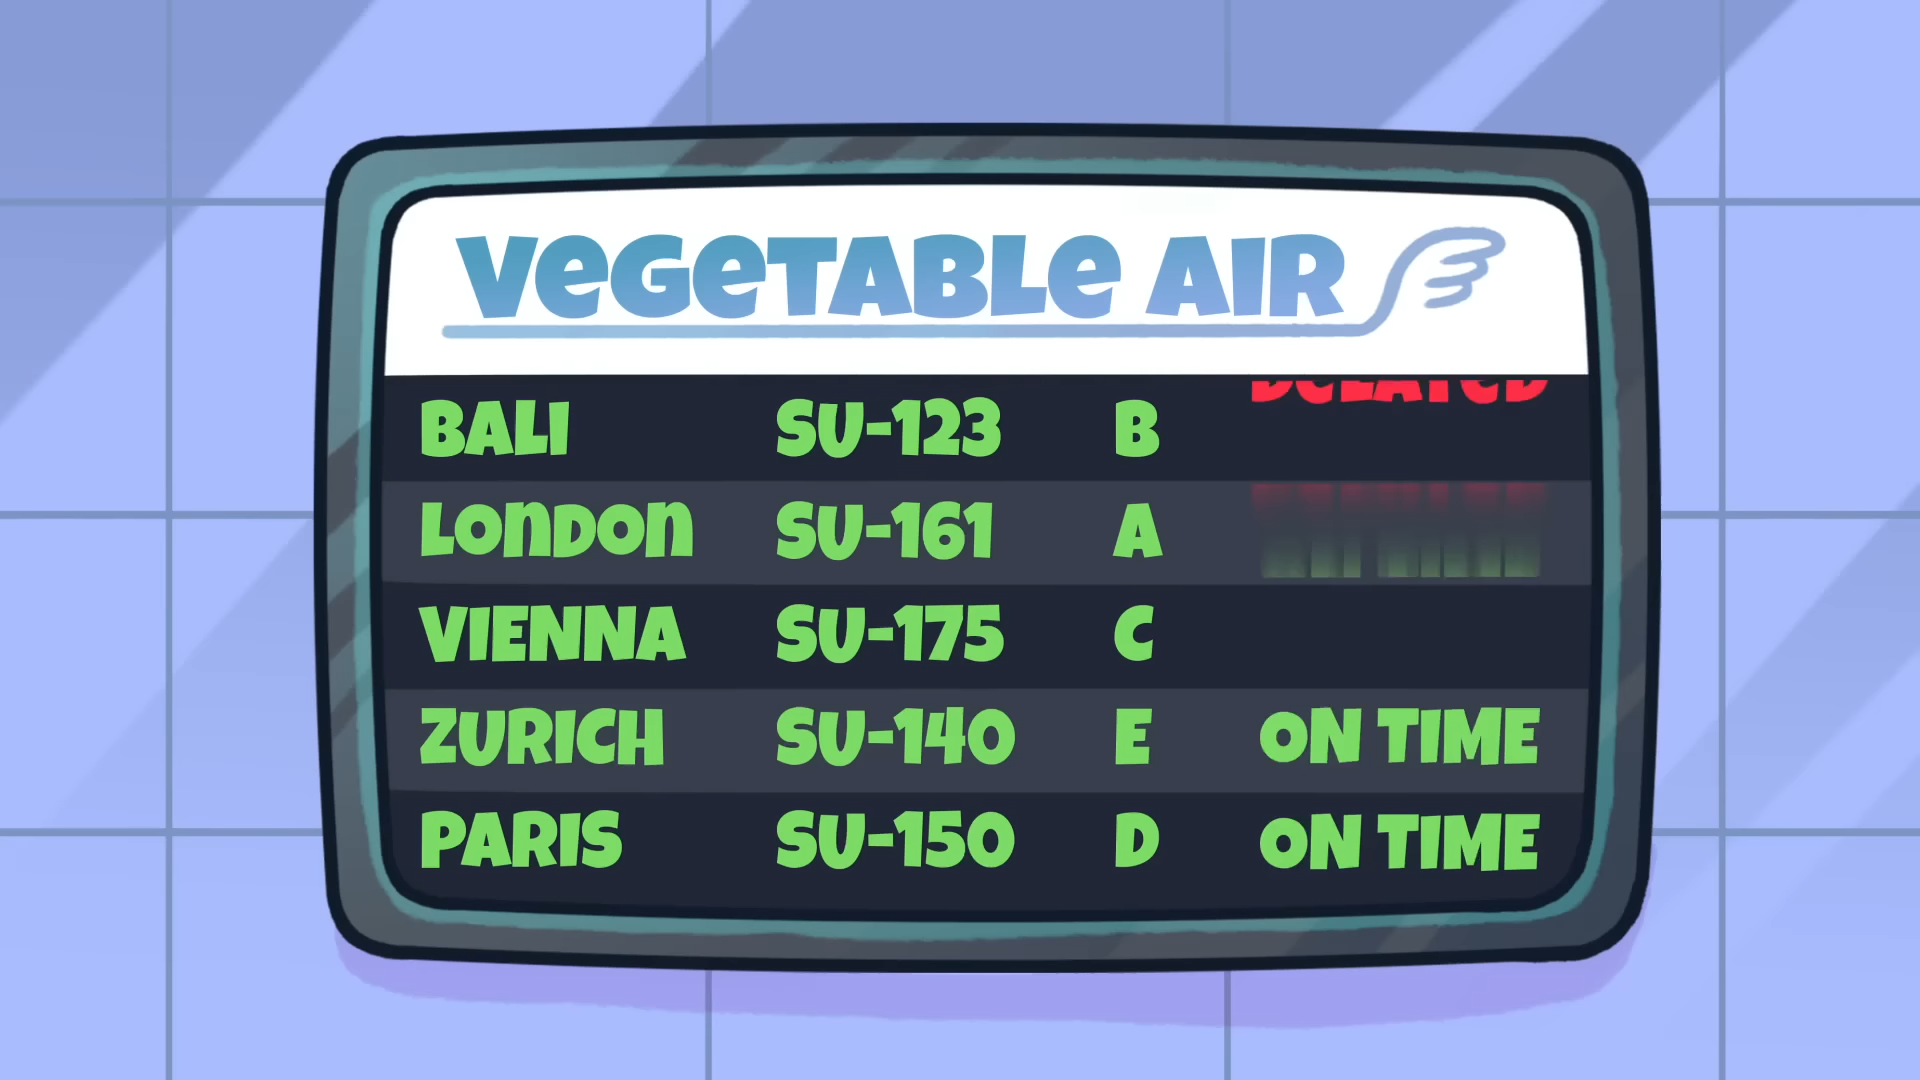 VEGETABLE AIR
BALI SU-123 B DELAYED
LONDON SU-161 A
VIENNA SU-175 C
ZURICH SU-140 E ON TIME
PARIS SU-150 D ON TIME